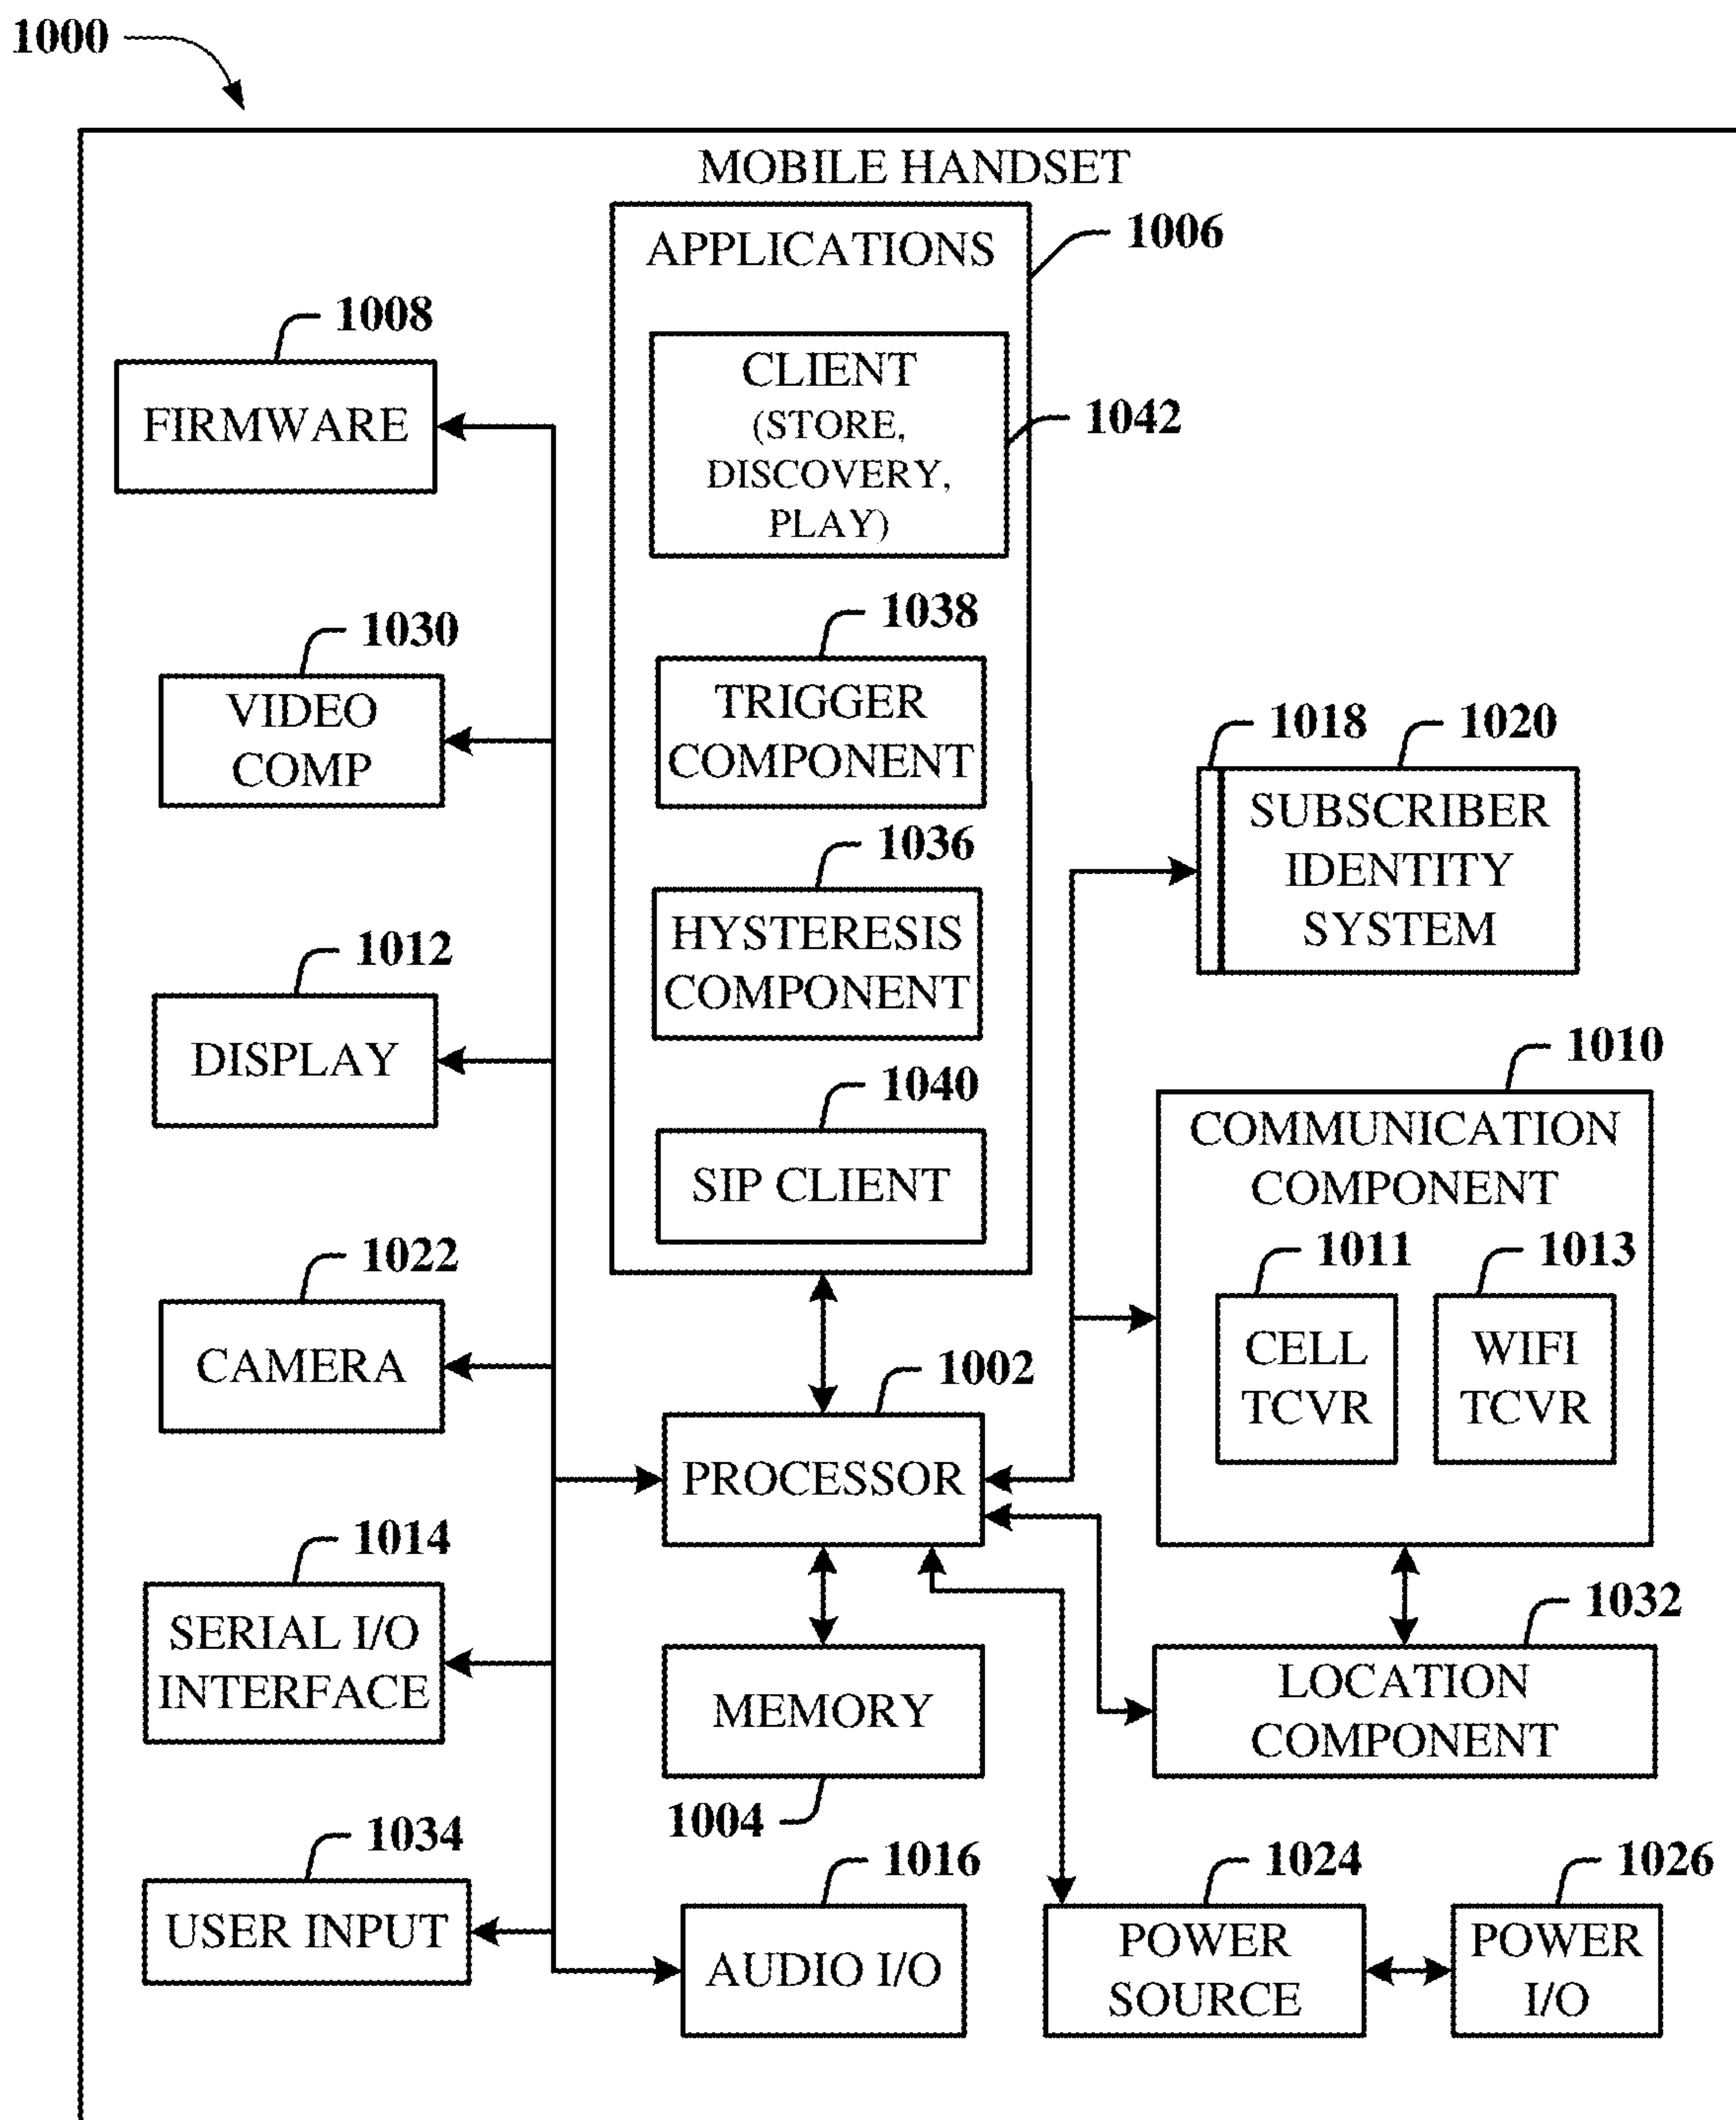 1000
MOBILE HANDSET
APPLICATIONS
1006
CLIENT
(STORE,
DISCOVERY,
PLAY)
1042
1038
TRIGGER
COMPONENT
1036
HYSTERESIS
COMPONENT
1040
SIP CLIENT
1008
FIRMWARE
1030
VIDEO
COMP
1012
DISPLAY
1022
CAMERA
1014
SERIAL I/O
INTERFACE
1034
USER INPUT
1002
PROCESSOR
MEMORY
1004
1016
AUDIO I/O
1018
1020
SUBSCRIBER
IDENTITY
SYSTEM
1010
COMMUNICATION
COMPONENT
1011
CELL
TCVR
1013
WIFI
TCVR
1032
LOCATION
COMPONENT
1024
POWER
SOURCE
1026
POWER
I/O